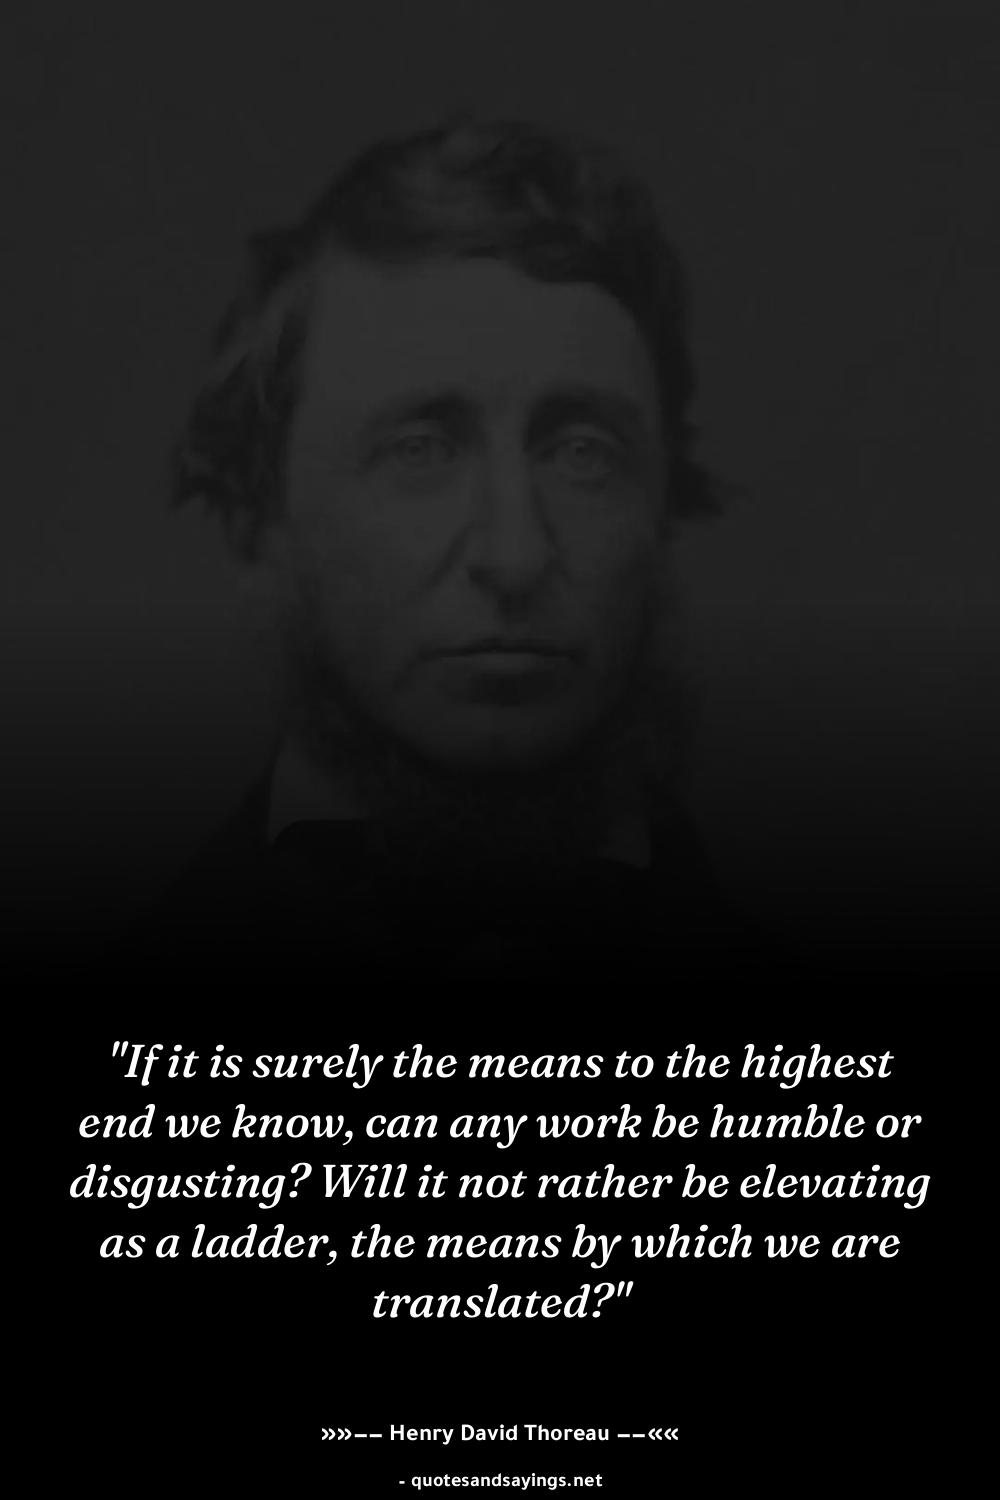 "If it is surely the means to the highest
end we know, can any work be humble or
disgusting? Will it not rather be elevating
as a ladder, the means by which we are
translated?"
»»–– Henry David Thoreau ––««
- quotesandsayings.net